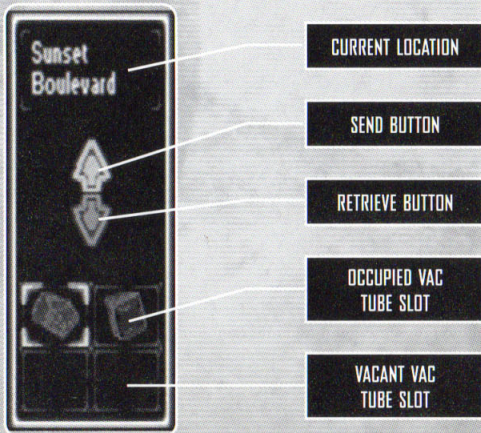 Sunset
Boulevard
CURRENT LOCATION
SEND BUTTON
RETRIEVE BUTTON
OCCUPIED VAC
TUBE SLOT
VACANT VAC
TUBE SLOT